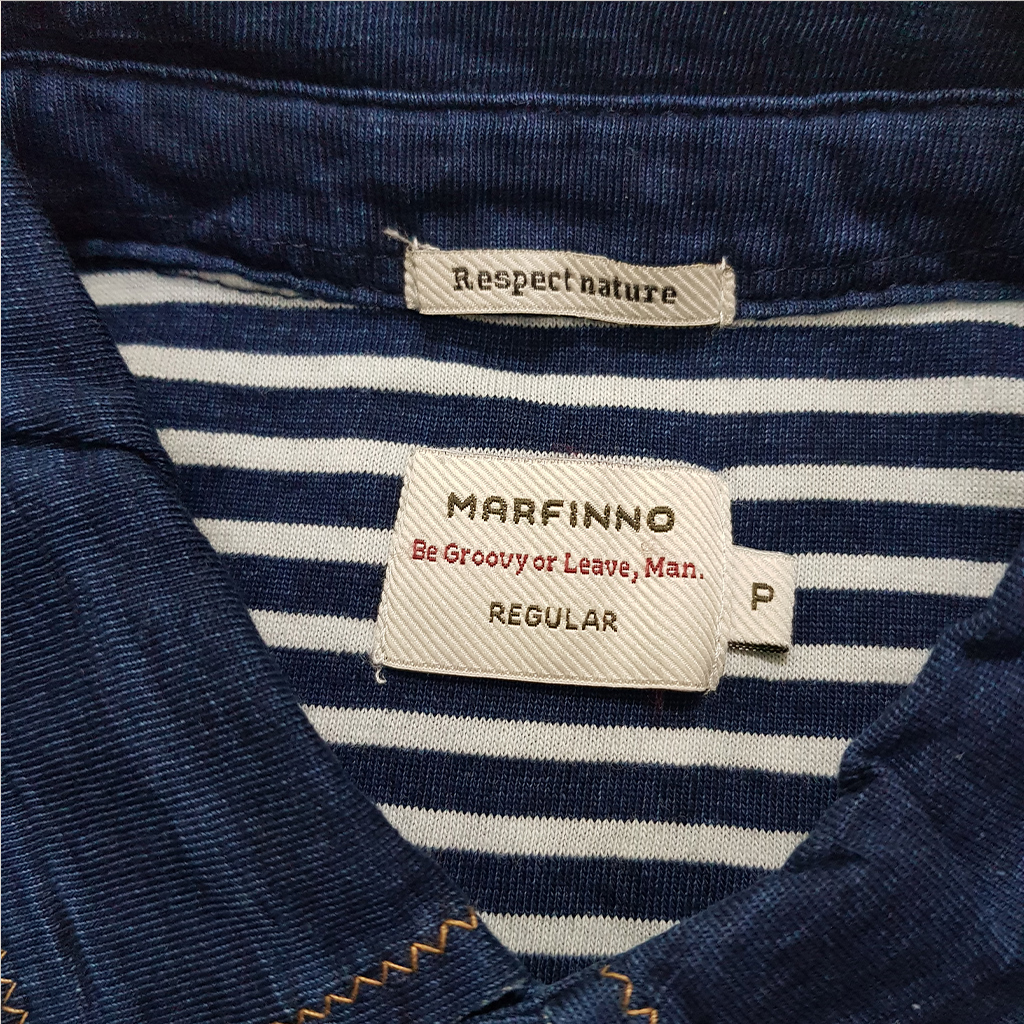 Respect nature
MARFINNO
Be Groovy or Leave, Man.
REGULAR
P